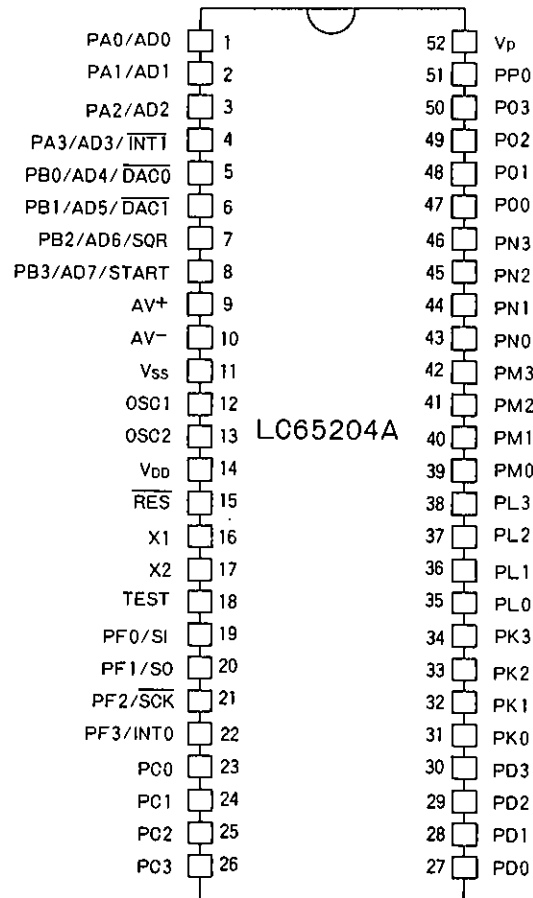 PA0/AD0 1 52 Vp
PA1/AD1 2 51 PP0
PA2/AD2 3 50 PO3
PA3/AD3/INT1 4 49 PO2
PB0/AD4/DAC0 5 48 PO1
PB1/AD5/DAC1 6 47 PO0
PB2/AD6/SQR 7 46 PN3
PB3/AD7/START 8 45 PN2
AV+ 9 44 PN1
AV− 10 43 PN0
VSS 11 42 PM3
OSC1 12 41 PM2
OSC2 13 LC65204A 40 PM1
VDD 14 39 PM0
RES 15 38 PL3
X1 16 37 PL2
X2 17 36 PL1
TEST 18 35 PL0
PF0/SI 19 34 PK3
PF1/SO 20 33 PK2
PF2/SCK 21 32 PK1
PF3/INT0 22 31 PK0
PC0 23 30 PD3
PC1 24 29 PD2
PC2 25 28 PD1
PC3 26 27 PD0